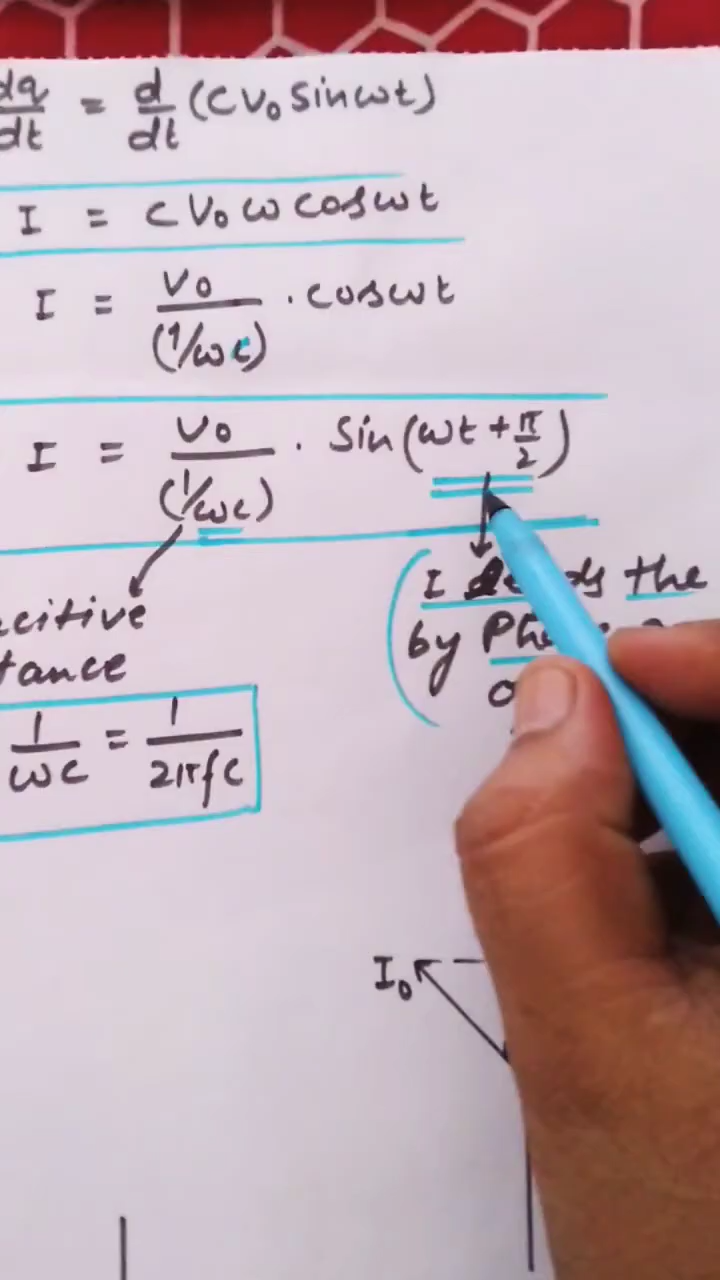 dq/dt = d/dt (CV₀ sinωt)
I = CV₀ω cosωt
I = V₀/(1/ωc) . cosωt
I = V₀/(1/ωc) . Sin(ωt + π/2)
citive
tance
1/ωc = 1/2πfc
I the
by
I₀